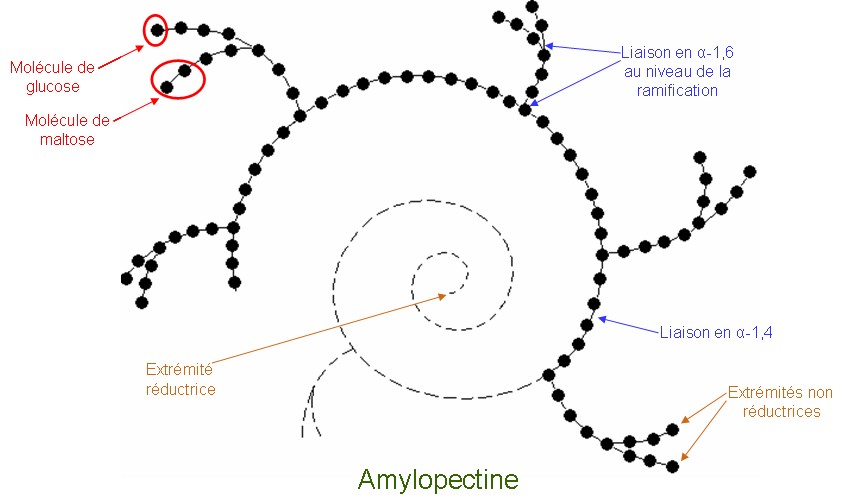 Molécule de
glucose
Molécule de
maltose
Liaison en α-1,6
au niveau de la
ramification
Liaison en α-1,4
Extrémité
réductrice
Extrémités non
réductrices
Amylopectine